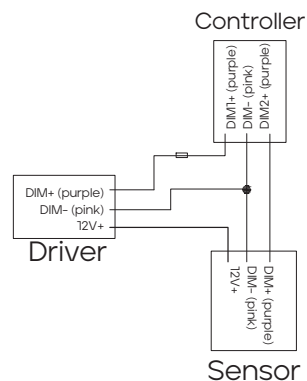 Controller
DIM1+ (purple)
DIM- (pink)
DIM2+ (purple)
DIM+ (purple)
DIM- (pink)
12V+
Driver
12V+
DIM- (pink)
DIM+ (purple)
Sensor